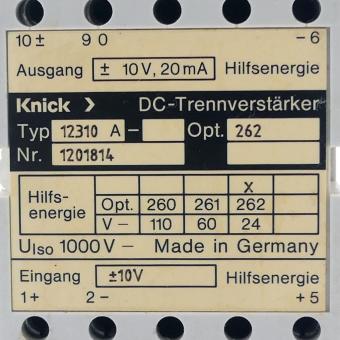 10± 9 0 -6
Ausgang ± 10V, 20mA Hilfsenergie
Knick > DC-Trennverstärker
Typ 12310 A- Opt. 262
Nr. 1201814
X
Hilfs-
energie
Opt. 260 261 262
V - 110 60 24
UIso 1000 V - Made in Germany
Eingang ±10V Hilfsenergie
1+ 2- +5